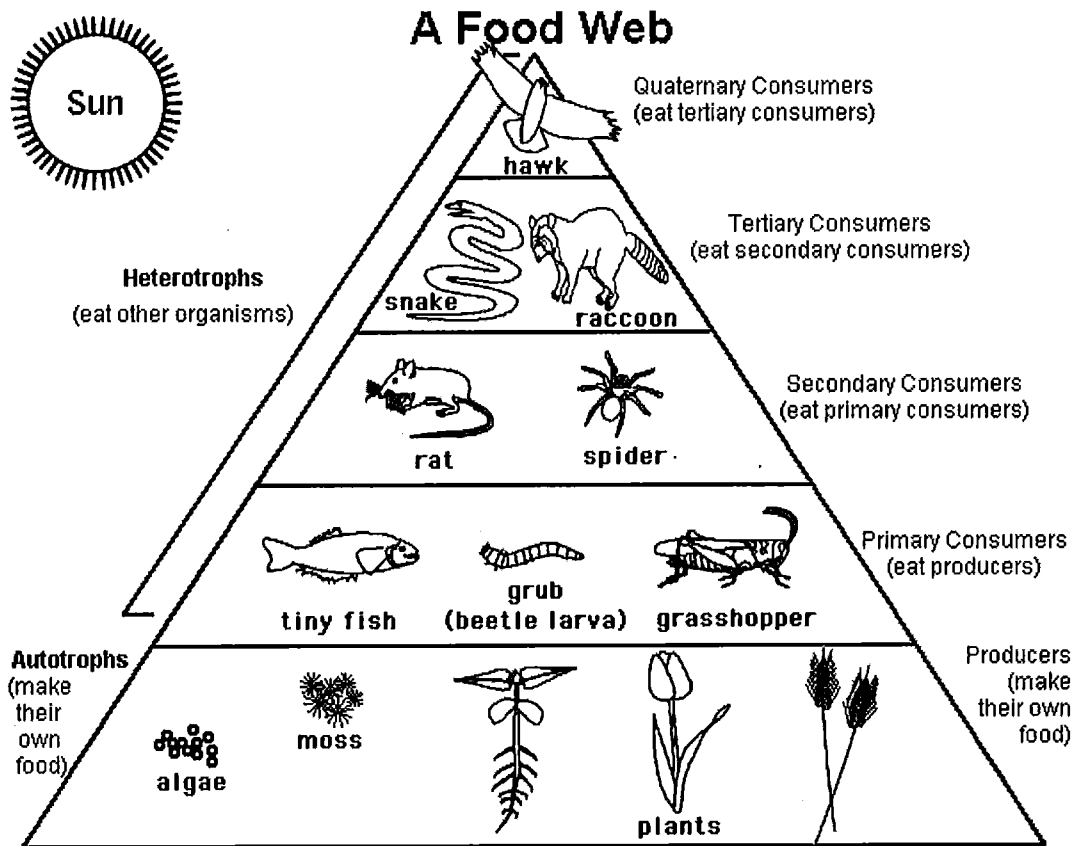 A Food Web
Sun
Quaternary Consumers
(eat tertiary consumers)
hawk
Tertiary Consumers
(eat secondary consumers)
Heterotrophs
(eat other organisms)
snake
raccoon
Secondary Consumers
(eat primary consumers)
rat
spider
Primary Consumers
(eat producers)
tiny fish
grub
(beetle larva)
grasshopper
Autotrophs
(make
their
own
food)
Producers
(make
their own
food)
moss
algae
plants